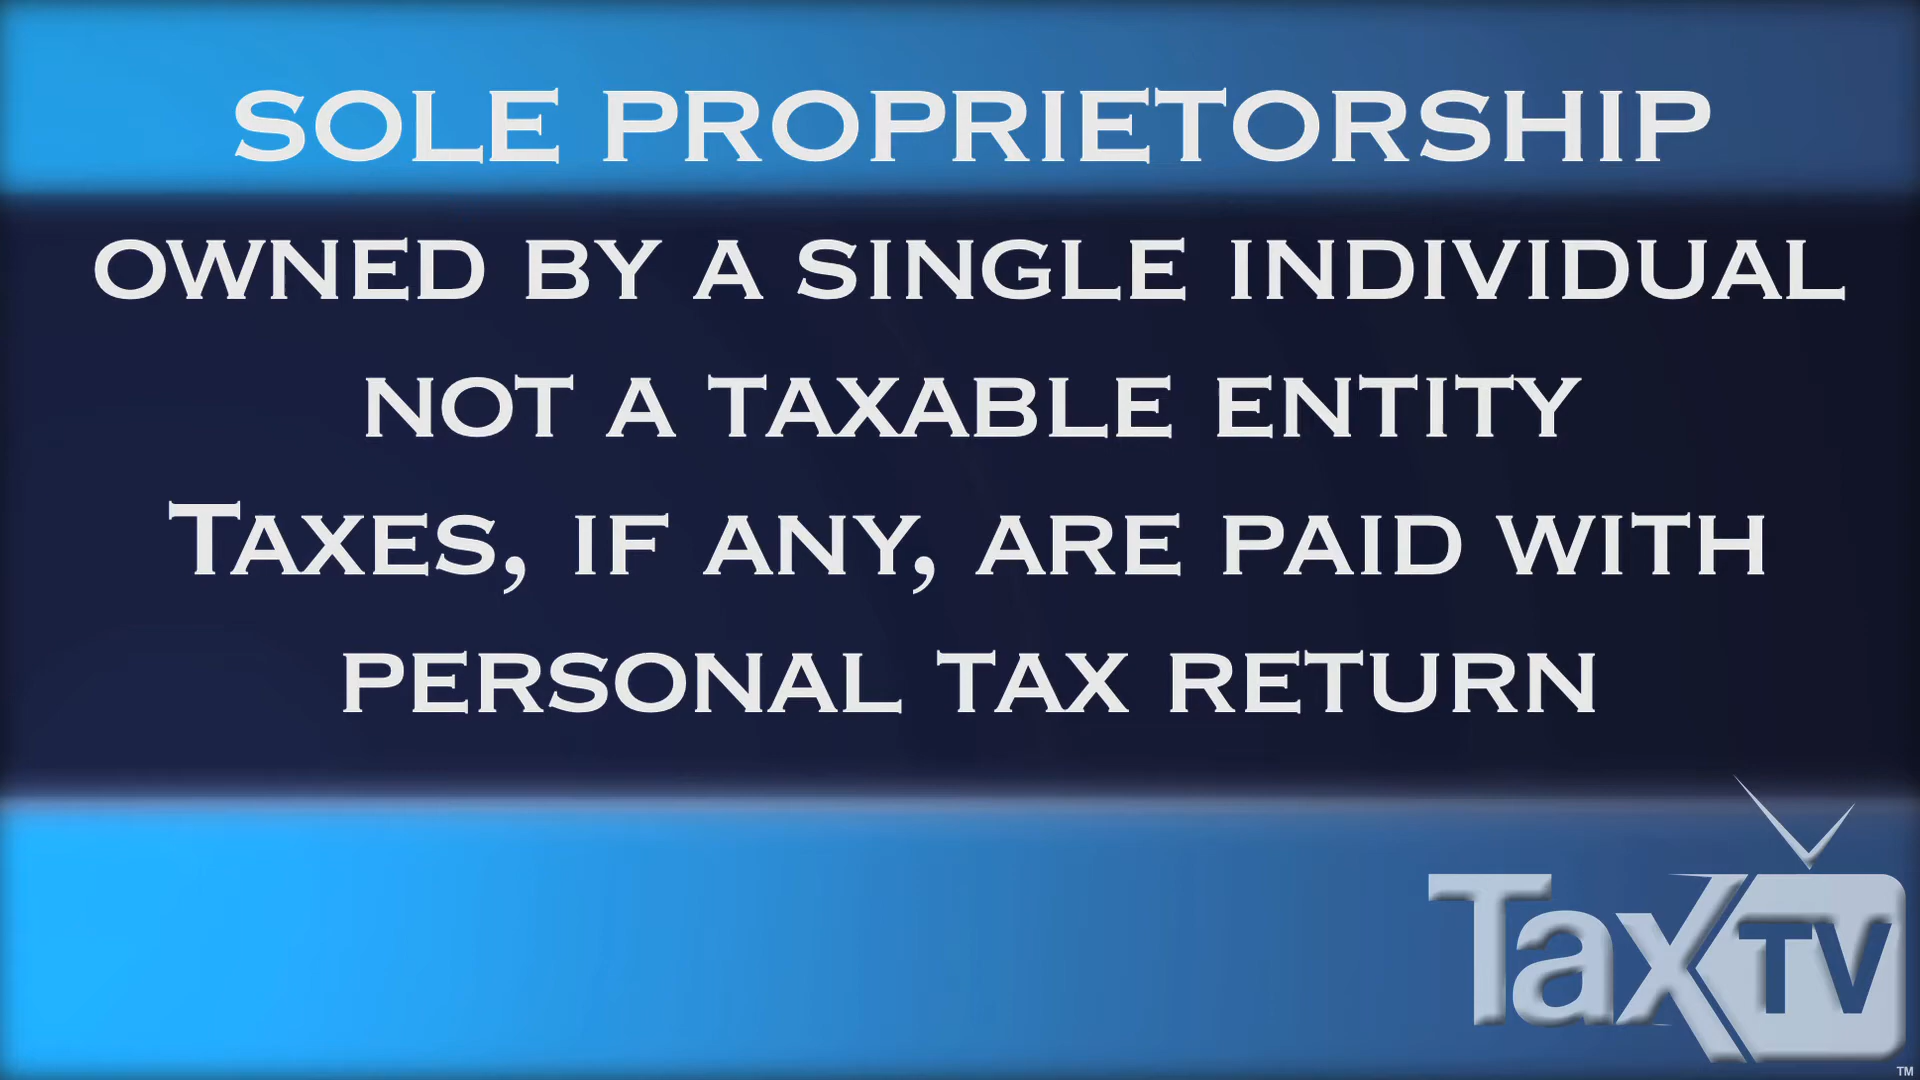 SOLE PROPRIETORSHIP
OWNED BY A SINGLE INDIVIDUAL
NOT A TAXABLE ENTITY
TAXES, IF ANY, ARE PAID WITH
PERSONAL TAX RETURN
TaxTV
TM